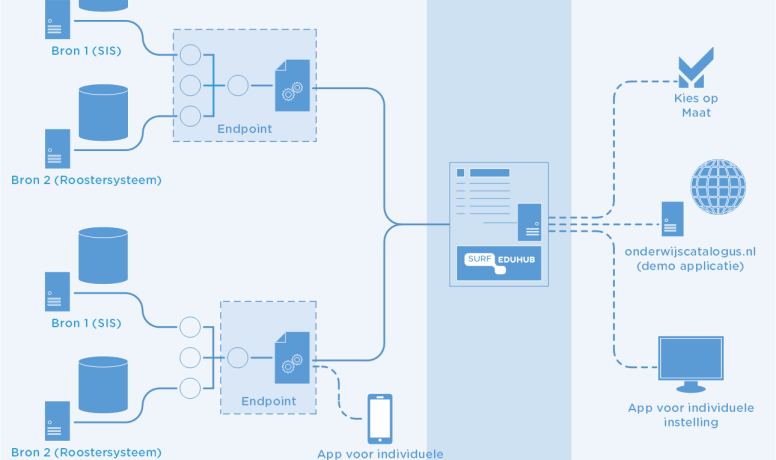 Bron 1 (SIS)
Endpoint
Bron 2 (Roostersysteem)
Bron 1 (SIS)
Endpoint
Bron 2 (Roostersysteem)
App voor individuele
SURF EDUHUB
Kies op
Maat
onderwijscatalogus.nl
(demo applicatie)
App voor individuele
instelling